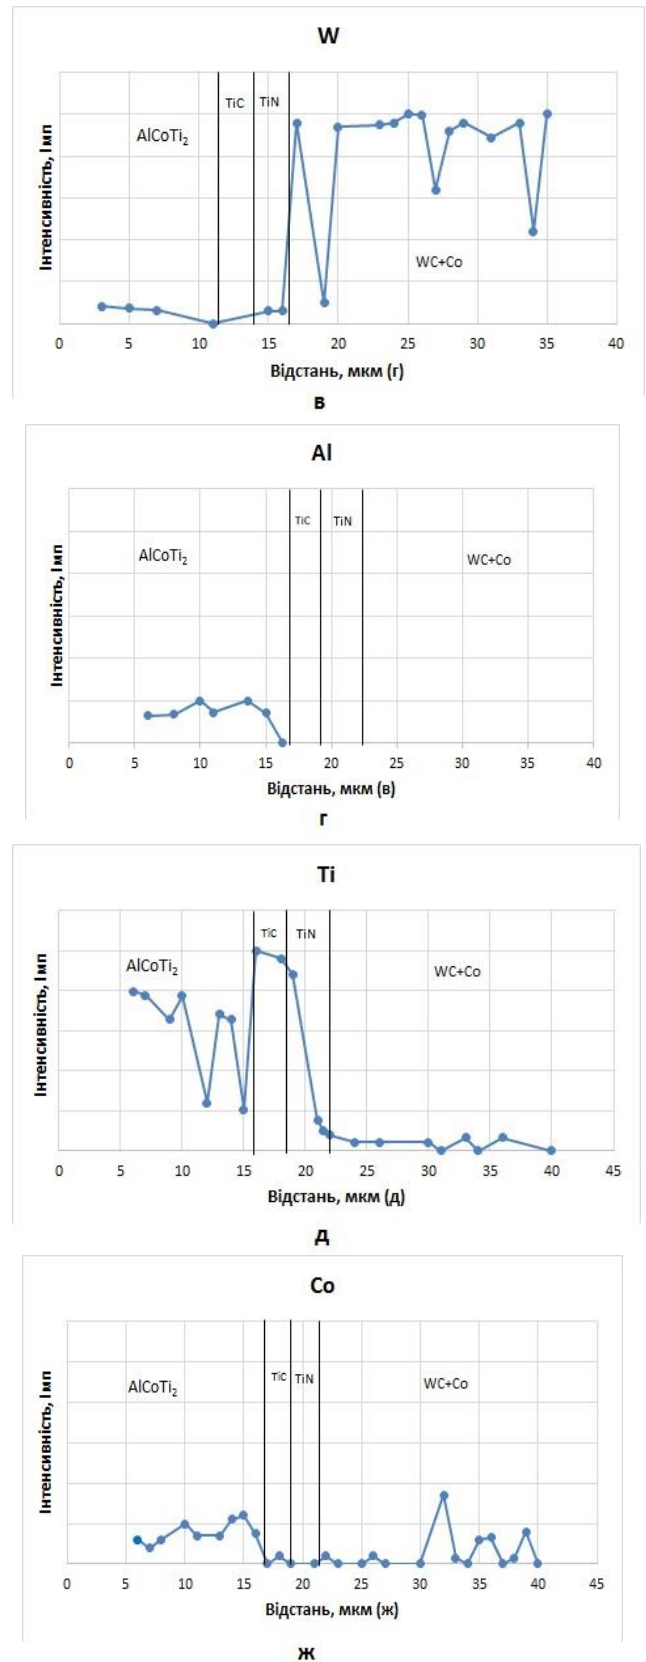 W
TiC
TiN
AlCoTi₂
WC+Co
Інтенсивність, Імп
0 5 10 15 20 25 30 35 40
Відстань, мкм (г)
в
Al
TiC
TiN
AlCoTi₂
WC+Co
Інтенсивність, Імп
0 5 10 15 20 25 30 35 40
Відстань, мкм (в)
г
Ti
TiC
TiN
AlCoTi₂
WC+Co
Інтенсивність, Імп
0 5 10 15 20 25 30 35 40 45
Відстань, мкм (д)
д
Co
TiC
TiN
AlCoTi₂
WC+Co
Інтенсивність, Імп
0 5 10 15 20 25 30 35 40 45
Відстань, мкм (ж)
ж